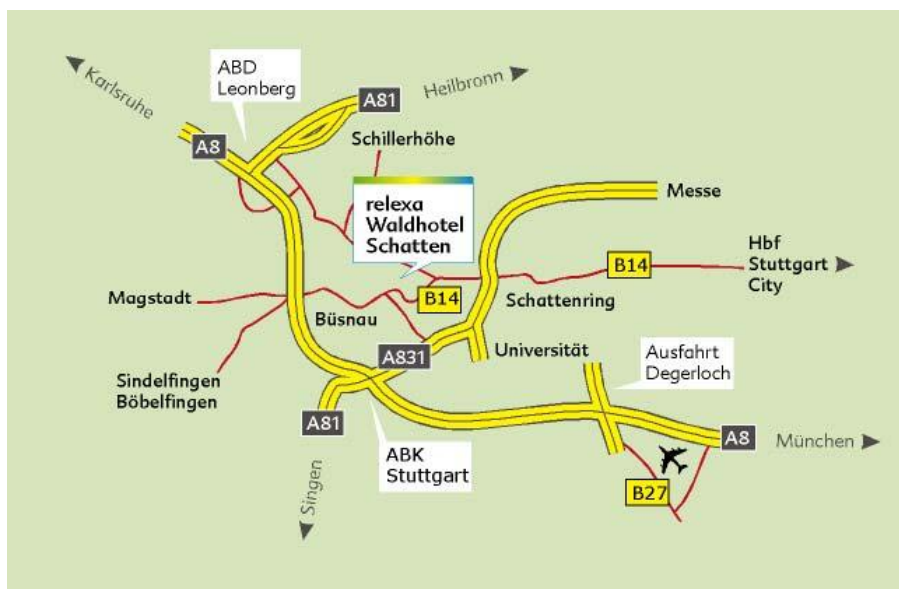 Karlsruhe
ABD
Leonberg
A81
Heilbronn
A8
Schillerhöhe
relexa
Waldhotel
Schatten
Messe
B14
Hbf
Stuttgart
City
Magstadt
B14
Schattenring
Büsnau
Universität
A831
Ausfahrt
Degerloch
Sindelfingen
Böbelfingen
A81
ABK
Stuttgart
A8
München
B27
Singen